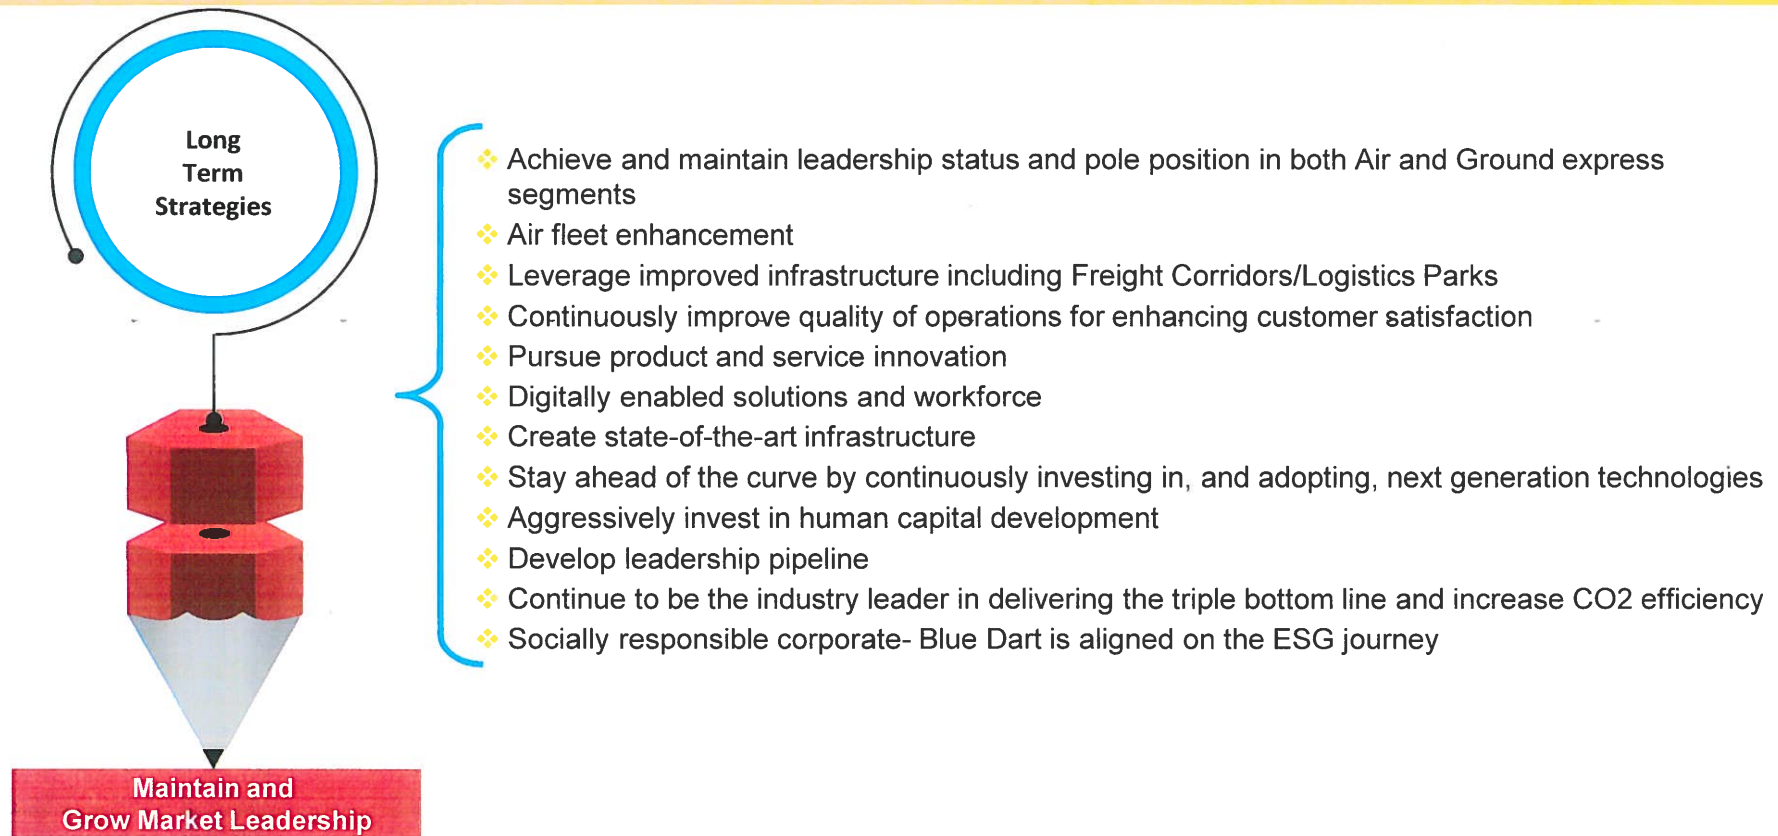 Long
Term
Strategies
Achieve and maintain leadership status and pole position in both Air and Ground express
segments
Air fleet enhancement
Leverage improved infrastructure including Freight Corridors/Logistics Parks
Continuously improve quality of operations for enhancing customer satisfaction
Pursue product and service innovation
Digitally enabled solutions and workforce
Create state-of-the-art infrastructure
Stay ahead of the curve by continuously investing in, and adopting, next generation technologies
Aggressively invest in human capital development
Develop leadership pipeline
Continue to be the industry leader in delivering the triple bottom line and increase CO2 efficiency
Socially responsible corporate- Blue Dart is aligned on the ESG journey
Maintain and
Grow Market Leadership